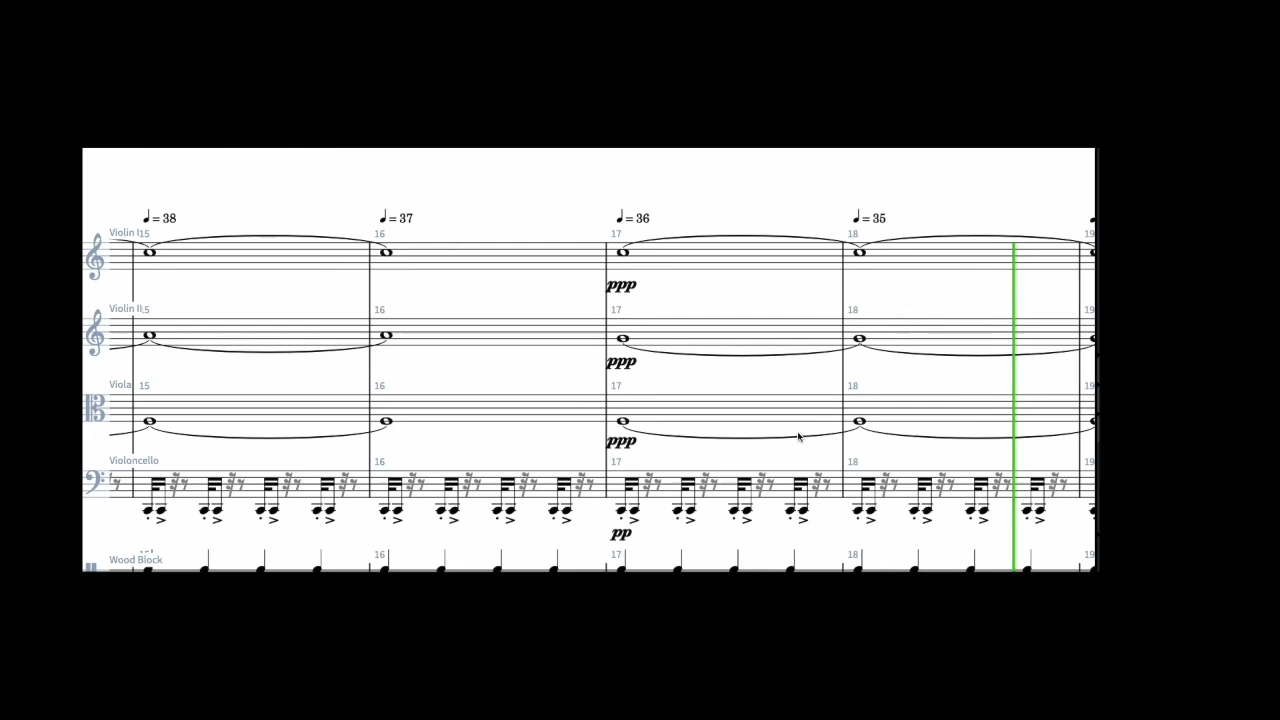 ♩ = 38 ♩ = 37 ♩ = 36 ♩ = 35
Violin I 15 16 17 18 19
ppp
Violin II 15 16 17 18 19
ppp
Viola 15 16 17 18 19
ppp
Violoncello 16 17 18 19
pp
Wood Block 16 17 18 19